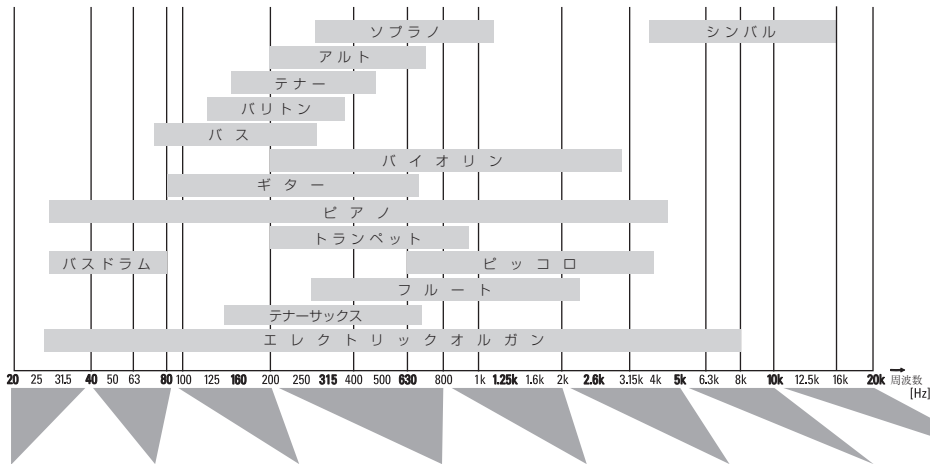 ソプラノ シンバル
アルト
テナー
バリトン
バス
バイオリン
ギター
ピアノ
トランペット
バスドラム ピッコロ
フルート
テナーサックス
エレクトリックオルガン
20 25 31.5 40 50 63 80 100 125 160 200 250 315 400 500 630 800 1k 1.25k 1.6k 2k 2.6k 3.15k 4k 5k 6.3k 8k 10k 12.5k 16k 20k 周波数
[Hz]